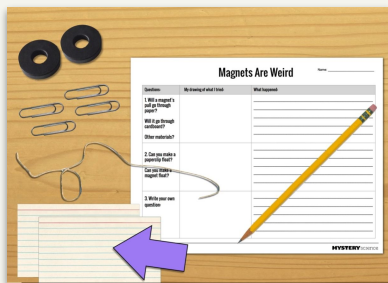 Magnets Are Weird
Name:
Questions:
My drawing of what I tried:
What happened:
1. Will a magnet's
pull go through
paper?
Will it go through
cardboard?
Other materials?
2. Can you make a
paperclip float?
Can you make a
magnet float?
3. Write your own
question:
MYSTERY science